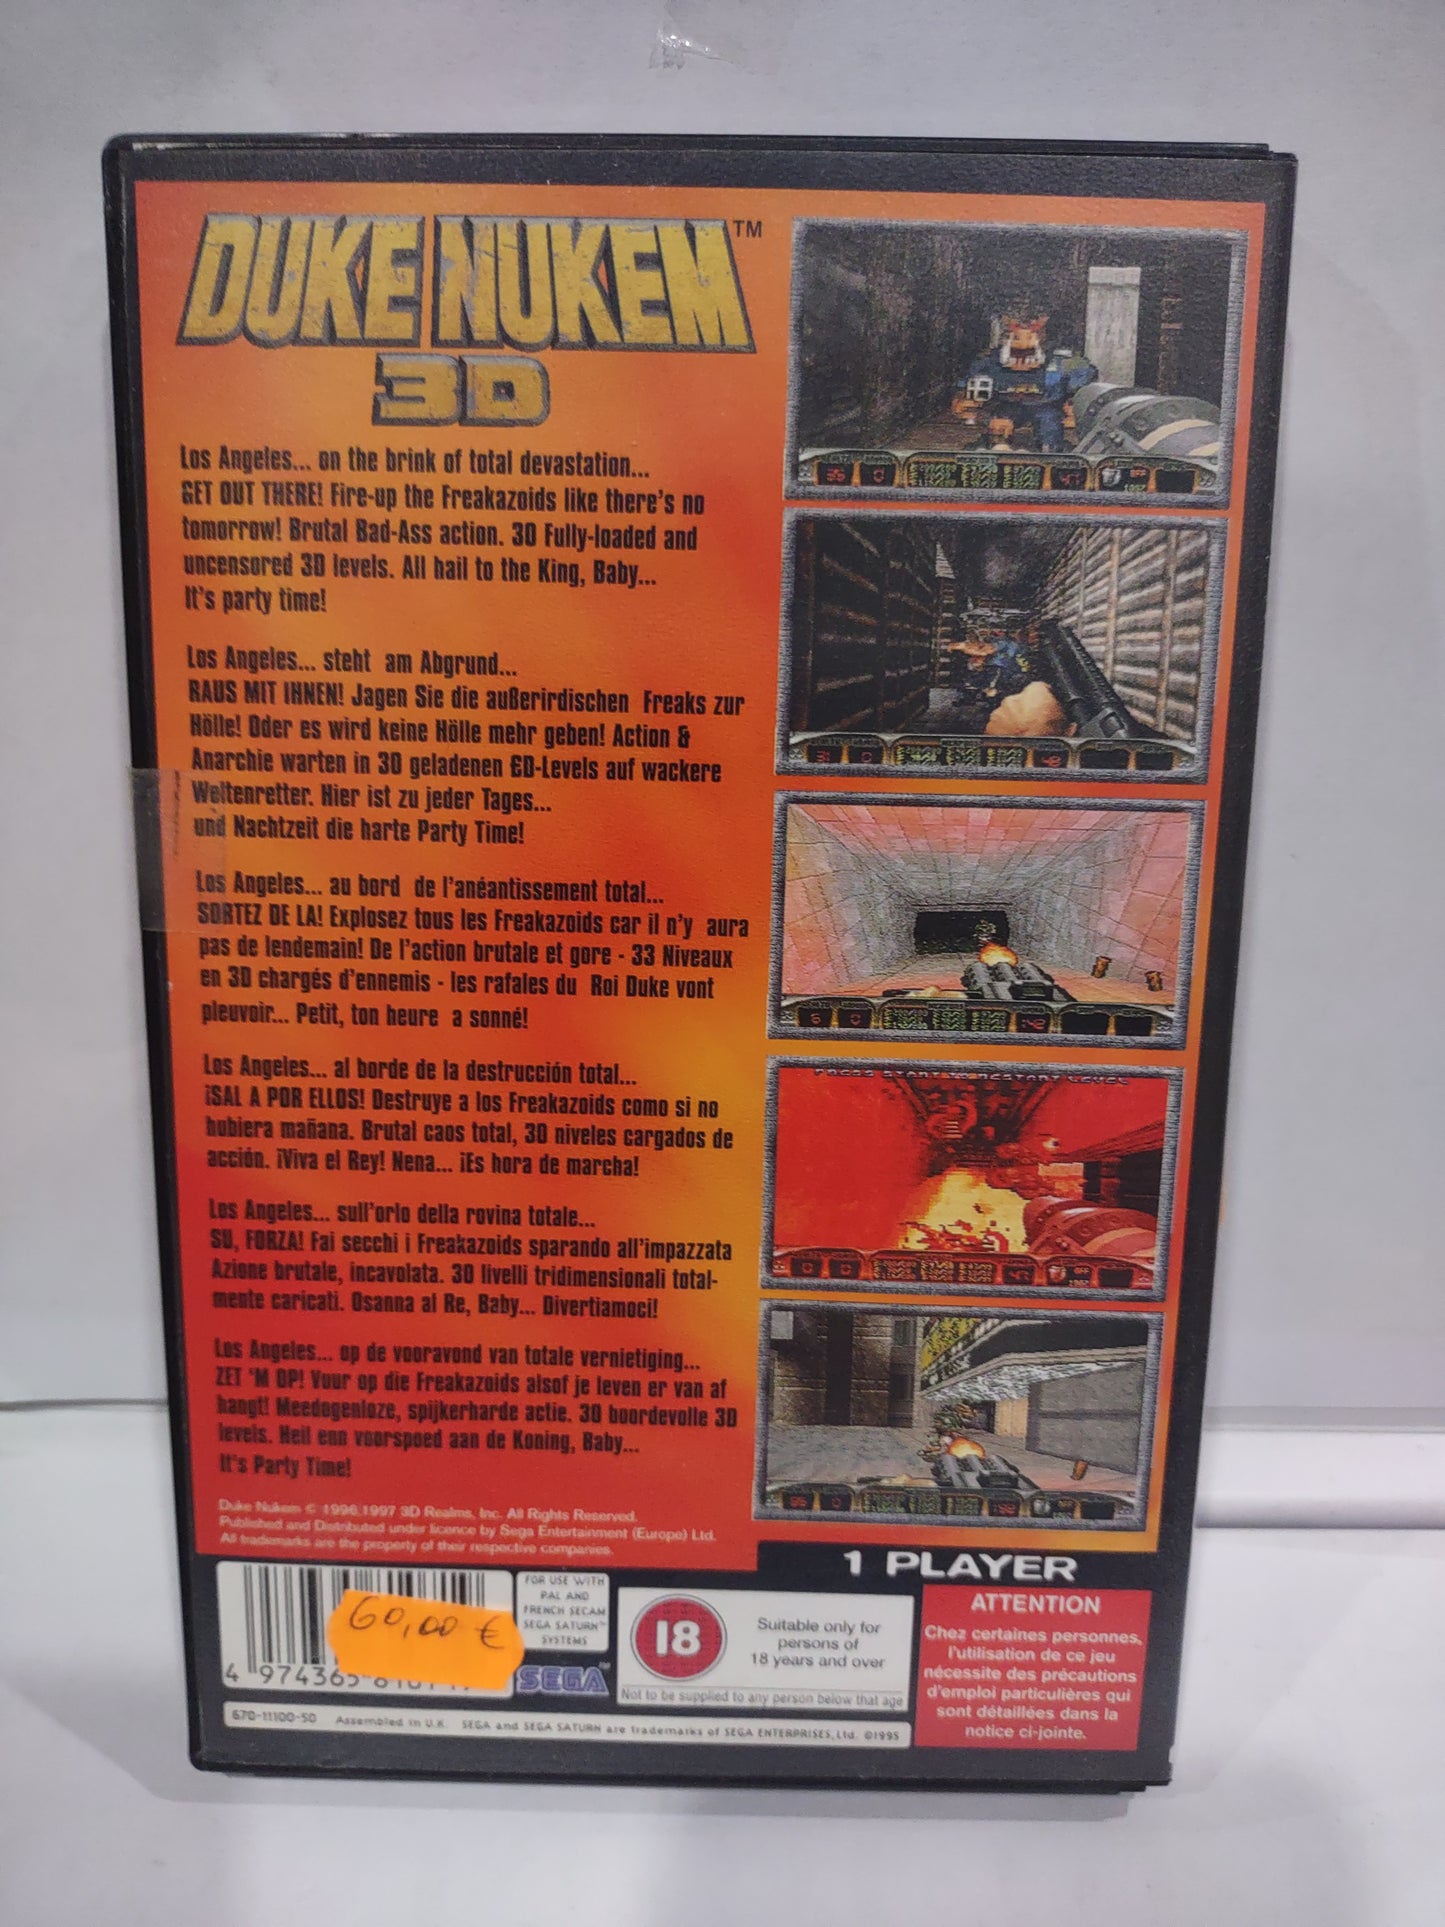 DUKE NUKEM™
3D
Los Angeles... on the brink of total devastation...
GET OUT THERE! Fire-up the Freakazoids like there's no
tomorrow! Brutal Bad-Ass action. 30 Fully-loaded and
uncensored 3D levels. All hail to the King, Baby...
It's party time!
Los Angeles... steht am Abgrund...
RAUS MIT IHNEN! Jagen Sie die außerirdischen Freaks zur
Hölle! Oder es wird keine Hölle mehr geben! Action &
Anarchie warten in 30 geladenen ED-Levels auf wackere
Weltenretter. Hier ist zu jeder Tages...
und Nachtzeit die harte Party Time!
Los Angeles... au bord de l'anéantissement total...
SORTEZ DE LA! Explosez tous les Freakazoids car il n'y aura
pas de lendemain! De l'action brutale et gore - 33 Niveaux
en 3D chargés d'ennemis - les rafales du Roi Duke vont
pleuvoir... Petit, ton heure a sonné!
Los Angeles... al borde de la destrucción total...
¡SAL A POR ELLOS! Destruye a los Freakazoids como si no
hubiera mañana. Brutal caos total, 30 niveles cargados de
acción. ¡Viva el Rey! Nena... ¡Es hora de marcha!
Los Angeles... sull'orlo della rovina totale...
SU, FORZA! Fai secchi i Freakazoids sparando all'impazzata
Azione brutale, incavolata. 30 livelli tridimensionali total-
mente caricati. Osanna al Re, Baby... Divertiamoci!
Los Angeles... op de vooravond van totale vernietiging...
ZET 'M OP! Vuur op die Freakazoids alsof je leven er van af
hangt! Meedogenloze, spijkerharde actie. 30 boordevolle 3D
levels. Heil enn voorspoed aan de Koning, Baby...
It's Party Time!
Duke Nukem © 1996,1997 3D Realms, Inc. All Rights Reserved.
Published and Distributed under licence by Sega Entertainment (Europe) Ltd.
All trademarks are the property of their respective companies.
PRESS START TO RESTART LEVEL
1 PLAYER
60,00 €
4 974365
FOR USE WITH
PAL AND
FRENCH SECAM
SEGA SATURN™
SYSTEMS
SEGA™
18
Suitable only for
persons of
18 years and over
Not to be supplied to any person below that age
ATTENTION
Chez certaines personnes,
l'utilisation de ce jeu
nécessite des précautions
d'emploi particulières qui
sont détaillées dans la
notice ci-jointe.
670-11100-50 Assembled in U.K. SEGA and SEGA SATURN are trademarks of SEGA ENTERPRISES, Ltd. ©1995